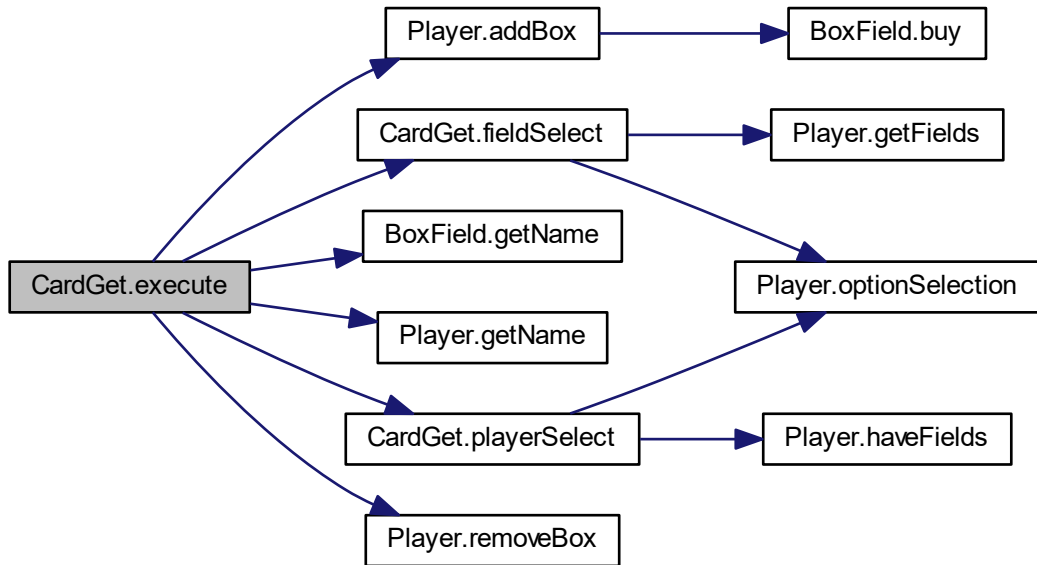 Player.addBox
BoxField.buy
CardGet.fieldSelect
Player.getFields
BoxField.getName
CardGet.execute
Player.optionSelection
Player.getName
CardGet.playerSelect
Player.haveFields
Player.removeBox